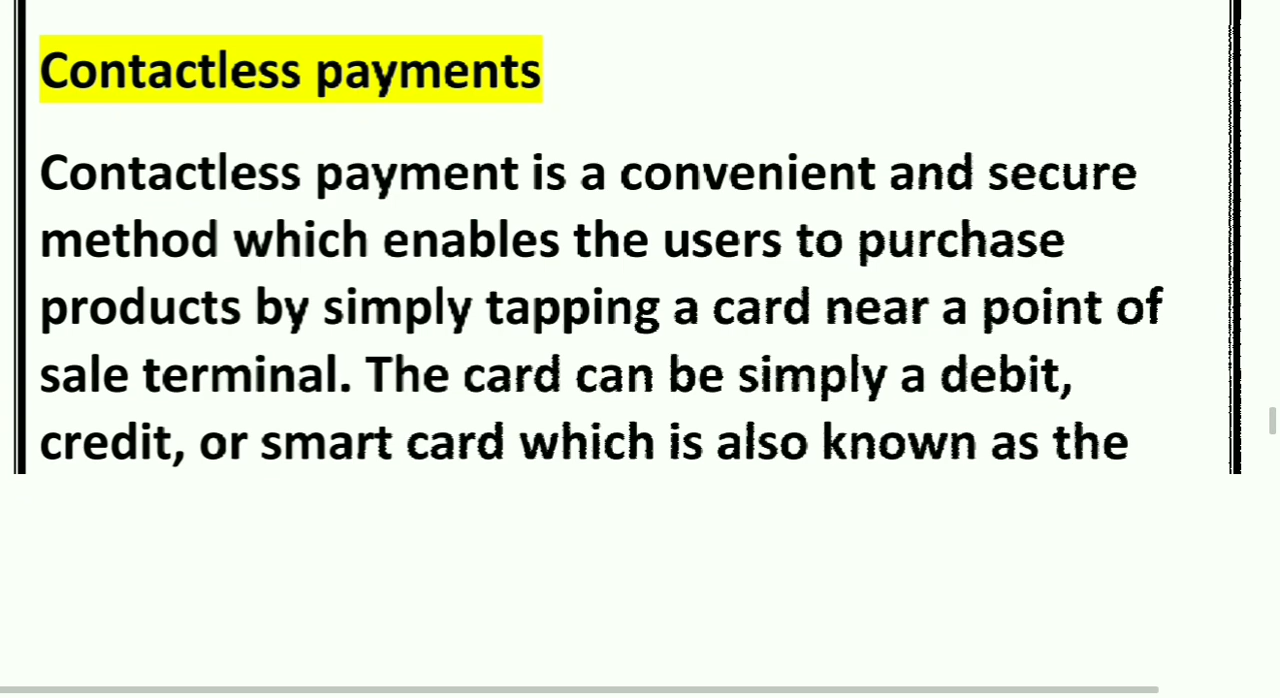 Contactless payments
Contactless payment is a convenient and secure
method which enables the users to purchase
products by simply tapping a card near a point of
sale terminal. The card can be simply a debit,
credit, or smart card which is also known as the